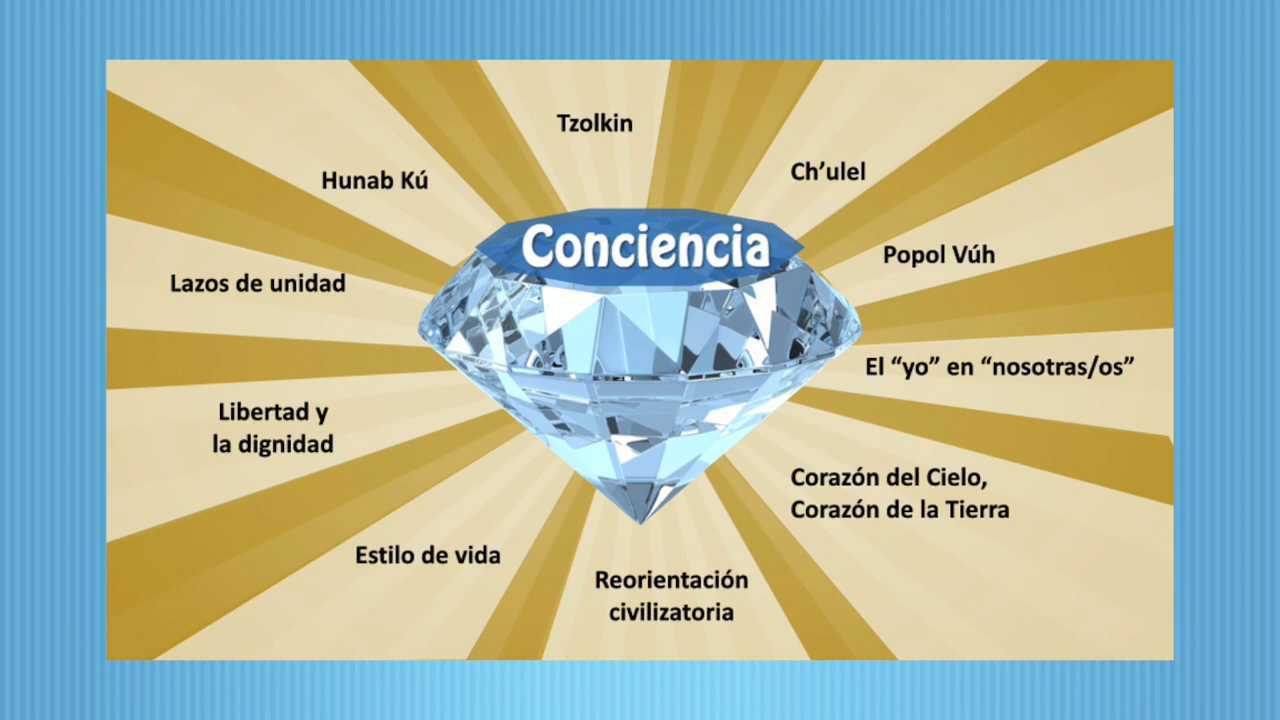 Tzolkin
Hunab Kú
Ch’ulel
Conciencia
Popol Vúh
Lazos de unidad
El “yo” en “nosotras/os”
Libertad y
la dignidad
Corazón del Cielo,
Corazón de la Tierra
Estilo de vida
Reorientación
civilizatoria